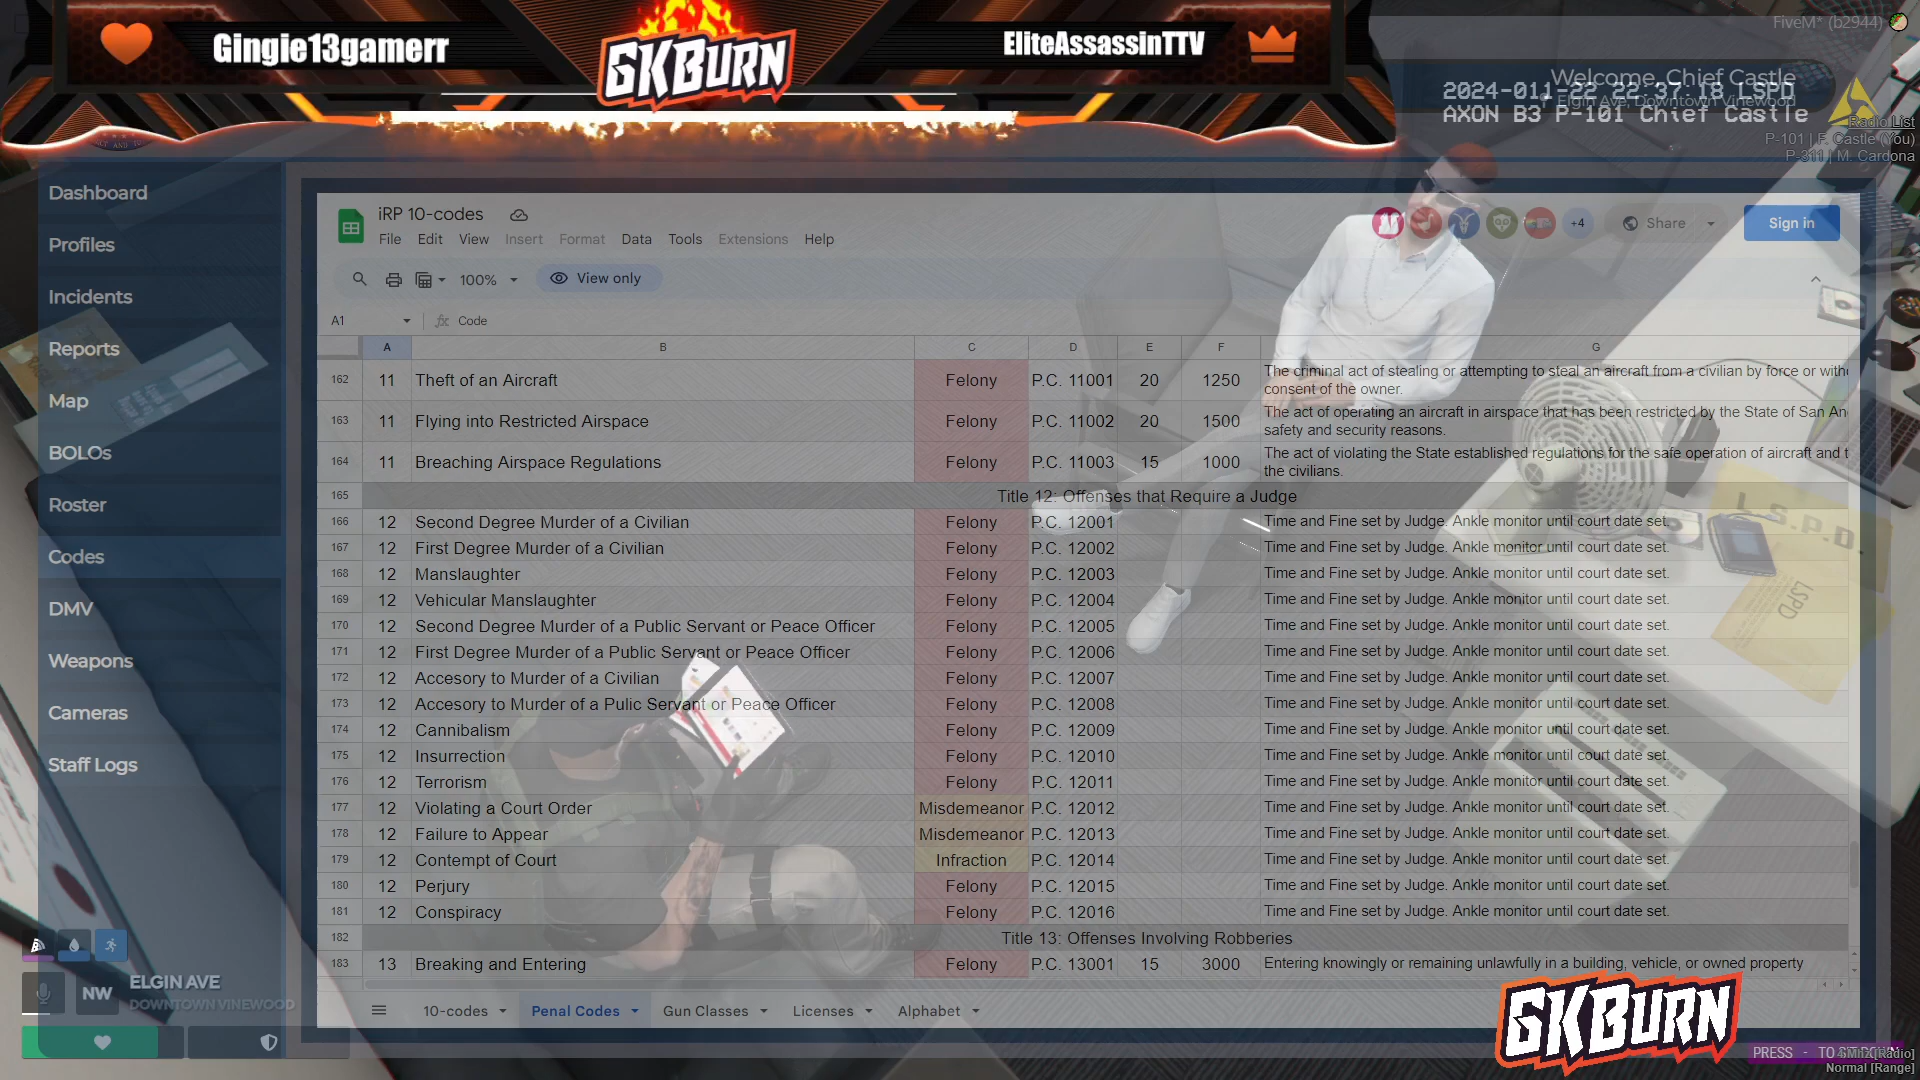 Gingie13gamerr
GKBURN
EliteAssassinTTV
FiveM* (b2944)
Welcome, Chief Castle
2024-011-22 22:37:18 LSPD
Elgin Ave, Downtown Vinewood
AXON B3 P-101 Chief Castle
Radio List
P-101 | F. Castle (You)
P-311 | M. Cardona
Dashboard
Profiles
Incidents
Reports
Map
BOLOs
Roster
Codes
DMV
Weapons
Cameras
Staff Logs
iRP 10-codes
File Edit View Insert Format Data Tools Extensions Help
+4 Share Sign in
100% View only
A1 fx Code
A B C D E F G
162 11 Theft of an Aircraft Felony P.C. 11001 20 1250 The criminal act of stealing or attempting to steal an aircraft from a civilian by force or
consent of the owner.
163 11 Flying into Restricted Airspace Felony P.C. 11002 20 1500 The act of operating an aircraft in airspace that has been restricted by the State of San
safety and security reasons.
164 11 Breaching Airspace Regulations Felony P.C. 11003 15 1000 The act of violating the State established regulations for the safe operation of aircraft and
the civilians.
165 Title 12: Offenses that Require a Judge
166 12 Second Degree Murder of a Civilian Felony P.C. 12001 Time and Fine set by Judge. Ankle monitor until court date set.
167 12 First Degree Murder of a Civilian Felony P.C. 12002 Time and Fine set by Judge. Ankle monitor until court date set.
168 12 Manslaughter Felony P.C. 12003 Time and Fine set by Judge. Ankle monitor until court date set.
169 12 Vehicular Manslaughter Felony P.C. 12004 Time and Fine set by Judge. Ankle monitor until court date set.
170 12 Second Degree Murder of a Public Servant or Peace Officer Felony P.C. 12005 Time and Fine set by Judge. Ankle monitor until court date set.
171 12 First Degree Murder of a Public Servant or Peace Officer Felony P.C. 12006 Time and Fine set by Judge. Ankle monitor until court date set.
172 12 Accesory to Murder of a Civilian Felony P.C. 12007 Time and Fine set by Judge. Ankle monitor until court date set.
173 12 Accesory to Murder of a Pulic Servant or Peace Officer Felony P.C. 12008 Time and Fine set by Judge. Ankle monitor until court date set.
174 12 Cannibalism Felony P.C. 12009 Time and Fine set by Judge. Ankle monitor until court date set.
175 12 Insurrection Felony P.C. 12010 Time and Fine set by Judge. Ankle monitor until court date set.
176 12 Terrorism Felony P.C. 12011 Time and Fine set by Judge. Ankle monitor until court date set.
177 12 Violating a Court Order Misdemeanor P.C. 12012 Time and Fine set by Judge. Ankle monitor until court date set.
178 12 Failure to Appear Misdemeanor P.C. 12013 Time and Fine set by Judge. Ankle monitor until court date set.
179 12 Contempt of Court Infraction P.C. 12014 Time and Fine set by Judge. Ankle monitor until court date set.
180 12 Perjury Felony P.C. 12015 Time and Fine set by Judge. Ankle monitor until court date set.
181 12 Conspiracy Felony P.C. 12016 Time and Fine set by Judge. Ankle monitor until court date set.
182 Title 13: Offenses Involving Robberies
183 13 Breaking and Entering Felony P.C. 13001 15 3000 Entering knowingly or remaining unlawfully in a building, vehicle, or owned property
10-codes Penal Codes Gun Classes Licenses Alphabet
L.S.P.D.
LSPD
NW ELGIN AVE
DOWNTOWN VINEWOOD
GKBURN
PRESS - TO
[Radio]
Normal [Range]